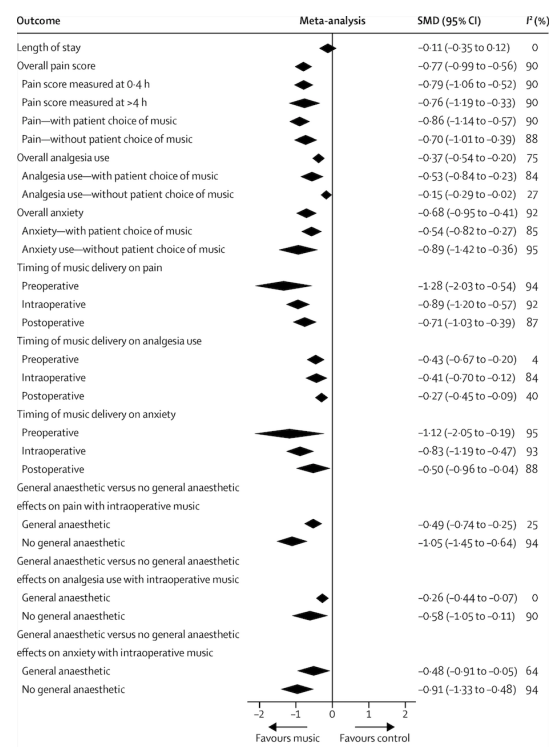 Outcome Meta-analysis SMD (95% CI) I² (%)
Length of stay –0·11 (–0·35 to 0·12) 0
Overall pain score –0·77 (–0·99 to –0·56) 90
Pain score measured at 0-4 h –0·79 (–1·06 to –0·52) 90
Pain score measured at >4 h –0·76 (–1·19 to –0·33) 90
Pain—with patient choice of music –0·86 (–1·14 to –0·57) 90
Pain—without patient choice of music –0·70 (–1·01 to –0·39) 88
Overall analgesia use –0·37 (–0·54 to –0·20) 75
Analgesia use—with patient choice of music –0·53 (–0·84 to –0·23) 84
Analgesia use—without patient choice of music –0·15 (–0·29 to –0·02) 27
Overall anxiety –0·68 (–0·95 to –0·41) 92
Anxiety—with patient choice of music –0·54 (–0·82 to –0·27) 85
Anxiety use—without patient choice of music –0·89 (–1·42 to –0·36) 95
Timing of music delivery on pain
Preoperative –1·28 (–2·03 to –0·54) 94
Intraoperative –0·89 (–1·20 to –0·57) 92
Postoperative –0·71 (–1·03 to –0·39) 87
Timing of music delivery on analgesia use
Preoperative –0·43 (–0·67 to –0·20) 4
Intraoperative –0·41 (–0·70 to –0·12) 84
Postoperative –0·27 (–0·45 to –0·09) 40
Timing of music delivery on anxiety
Preoperative –1·12 (–2·05 to –0·19) 95
Intraoperative –0·83 (–1·19 to –0·47) 93
Postoperative –0·50 (–0·96 to –0·04) 88
General anaesthetic versus no general anaesthetic
effects on pain with intraoperative music
General anaesthetic –0·49 (–0·74 to –0·25) 25
No general anaesthetic –1·05 (–1·45 to –0·64) 94
General anaesthetic versus no general anaesthetic
effects on analgesia use with intraoperative music
General anaesthetic –0·26 (–0·44 to –0·07) 0
No general anaesthetic –0·58 (–1·05 to –0·11) 90
General anaesthetic versus no general anaesthetic
effects on anxiety with intraoperative music
General anaesthetic –0·48 (–0·91 to –0·05) 64
No general anaesthetic –0·91 (–1·33 to –0·48) 94
–2 –1 0 1 2
Favours music Favours control